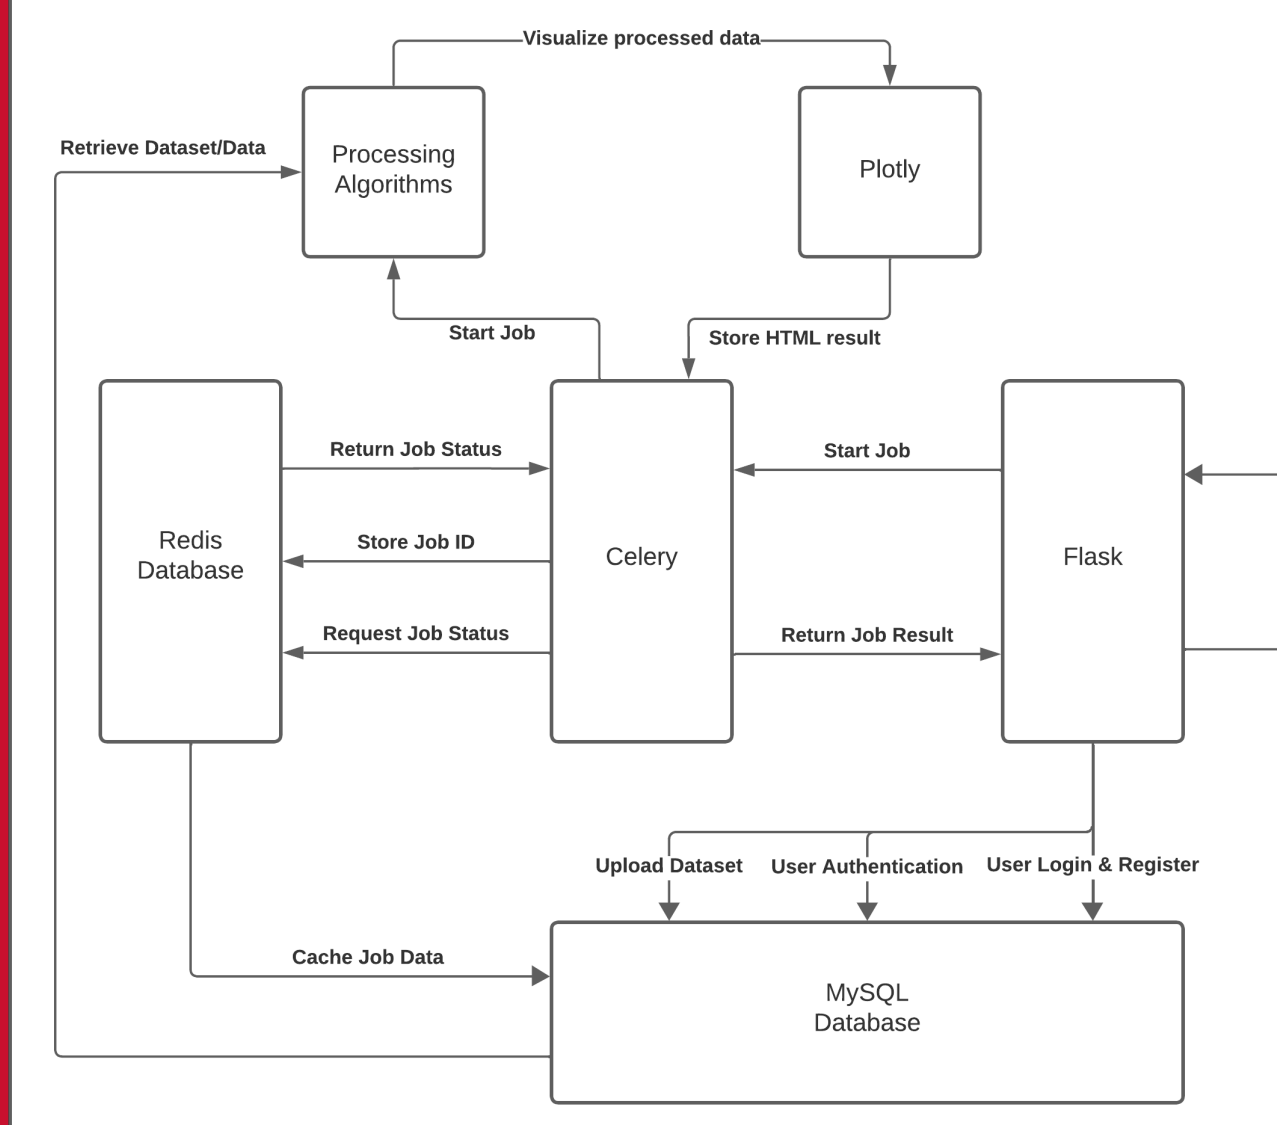 Visualize processed data
Retrieve Dataset/Data
Processing
Algorithms
Plotly
Start Job
Store HTML result
Return Job Status
Start Job
Redis
Database
Store Job ID
Celery
Flask
Request Job Status
Return Job Result
Upload Dataset
User Authentication
User Login & Register
Cache Job Data
MySQL
Database